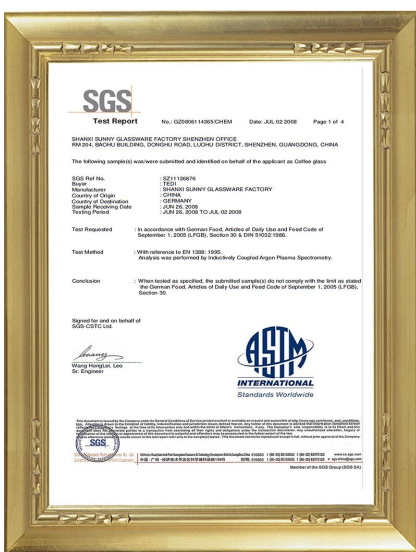 SGS
Test Report No.: GZ0806114365/CHEM Date: JUL 02 2008 Page 1 of 4
SHANXI SUNNY GLASSWARE FACTORY SHENZHEN OFFICE
RM 204, BAOHU BUILDING, DONGHU ROAD, LUOHU DISTRICT, SHENZHEN, GUANGDONG, CHINA
The following sample(s) was/were submitted and identified on behalf of the applicant as Coffee glass
SGS Ref No. : SZ11126876
Buyer : TEDI
Manufacturer : SHANXI SUNNY GLASSWARE FACTORY
Country of Origin : CHINA
Country of Destination : GERMANY
Sample Receiving Date : JUN 26, 2008
Testing Period : JUN 26, 2008 TO JUL 02 2008
Test Requested : In accordance with German Food, Articles of Daily Use and Feed Code of
September 1, 2005 (LFGB), Section 30 & DIN 51032:1986.
Test Method : With reference to EN 1388: 1995.
Analysis was performed by Inductively Coupled Argon Plasma Spectrometry.
Conclusion : When tested as specified, the submitted sample(s) do not comply with the limit as stated
the German Food, Articles of Daily Use and Feed Code of September 1, 2005 (LFGB),
Section 30.
Signed for and on behalf of
SGS-CSTC Ltd.
Wang HongLei, Leo
Sr. Engineer
ASTM
INTERNATIONAL
Standards Worldwide
SGS
Member of the SGS Group (SGS SA)